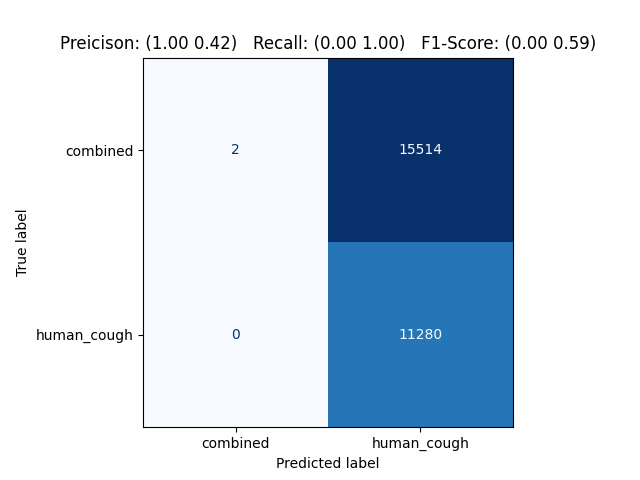 Preicison: (1.00 0.42)   Recall: (0.00 1.00)   F1-Score: (0.00 0.59)
combined
2
15514
True label
human_cough
0
11280
combined
human_cough
Predicted label